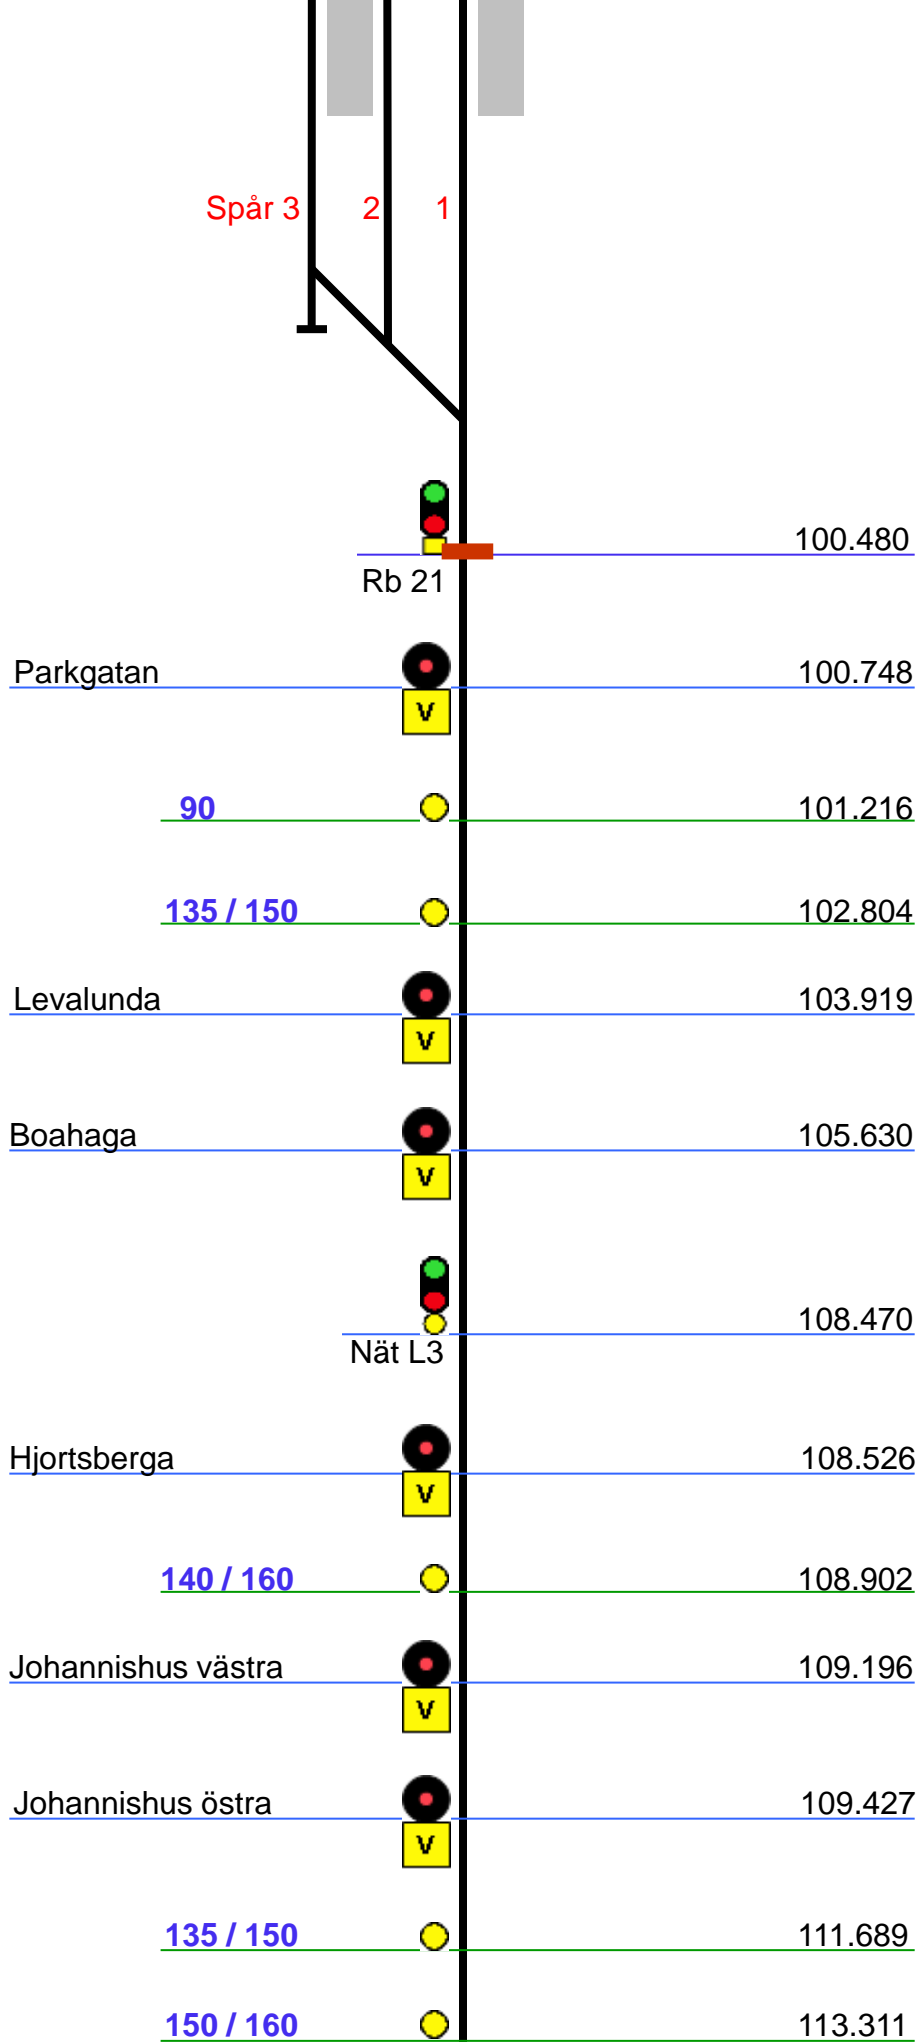 Spår 3 2 1
100.480
Rb 21
Parkgatan 100.748
V
90 101.216
135 / 150 102.804
Levalunda 103.919
V
Boahaga 105.630
V
108.470
Nät L3
Hjortsberga 108.526
V
140 / 160 108.902
Johannishus västra 109.196
V
Johannishus östra 109.427
V
135 / 150 111.689
150 / 160 113.311